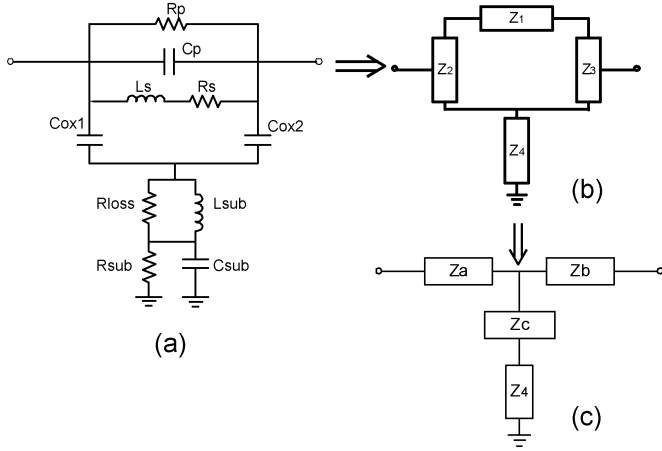 Rp
Cp
Ls Rs
Cox1 Cox2
Rloss Lsub
Rsub Csub
(a)
Z1
Z2 Z3
Z4
(b)
Za Zb
Zc
Z4
(c)